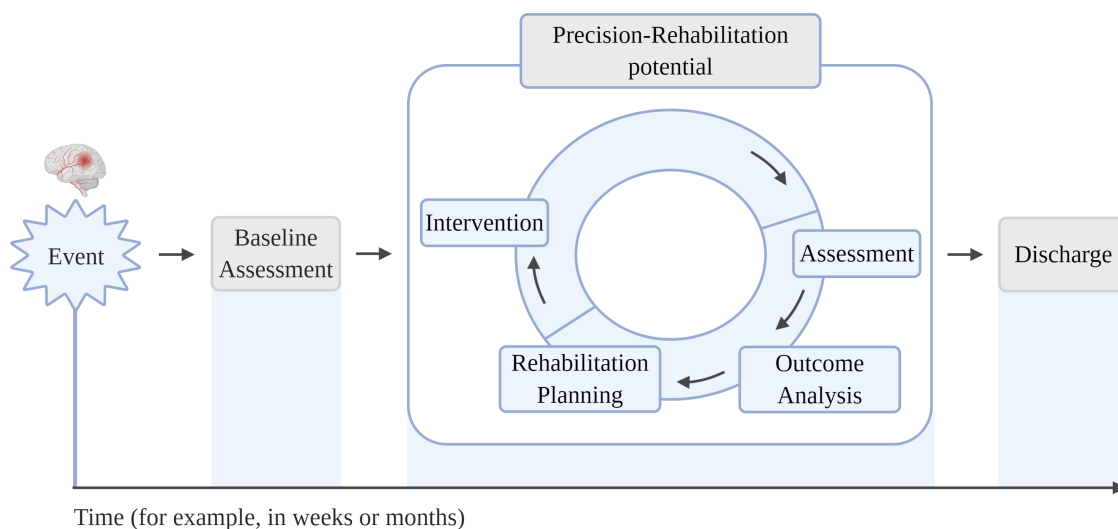 Precision-Rehabilitation
potential
Event
Baseline
Assessment
Intervention
Assessment
Rehabilitation
Planning
Outcome
Analysis
Discharge
Time (for example, in weeks or months)